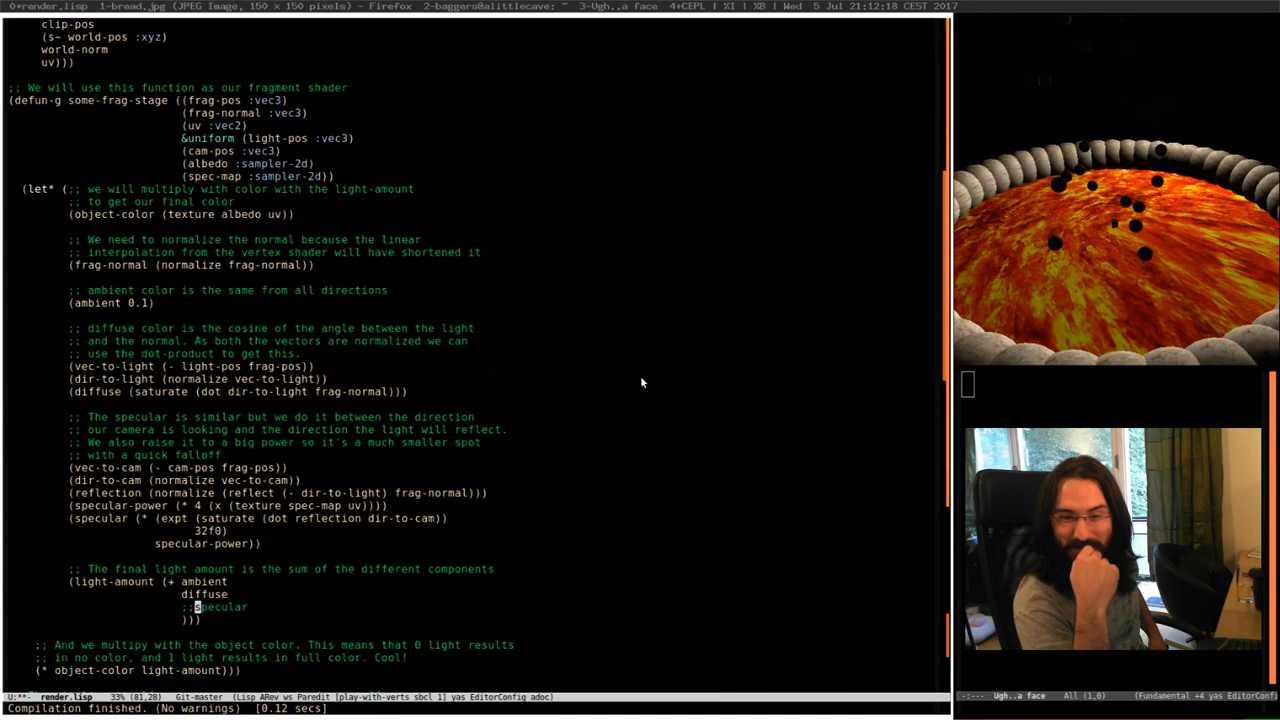 0*render.lisp  1-bread..jpg (JPEG Image, 150 × 150 pixels) - Firefox  2-baggers@alittlecave: ~  3-Ugh..a face  4+CEPL | %I | %B | Wed  5 Jul 21:12:18 CEST 2017
clip-pos
(s~ world-pos :xyz)
world-norm
uv)))
;; We will use this function as our fragment shader
(defun-g some-frag-stage ((frag-pos :vec3)
(frag-normal :vec3)
(uv :vec2)
&uniform (light-pos :vec3)
(cam-pos :vec3)
(albedo :sampler-2d)
(spec-map :sampler-2d))
(let* (;; we will multiply with color with the light-amount
;; to get our final color
(object-color (texture albedo uv))
;; We need to normalize the normal because the linear
;; interpolation from the vertex shader will have shortened it
(frag-normal (normalize frag-normal))
;; ambient color is the same from all directions
(ambient 0.1)
;; diffuse color is the cosine of the angle between the light
;; and the normal. As both the vectors are normalized we can
;; use the dot-product to get this.
(vec-to-light (- light-pos frag-pos))
(dir-to-light (normalize vec-to-light))
(diffuse (saturate (dot dir-to-light frag-normal)))
;; The specular is similar but we do it between the direction
;; our camera is looking and the direction the light will reflect.
;; We also raise it to a big power so it's a much smaller spot
;; with a quick falloff
(vec-to-cam (- cam-pos frag-pos))
(dir-to-cam (normalize vec-to-cam))
(reflection (normalize (reflect (- dir-to-light) frag-normal)))
(specular-power (* 4 (x (texture spec-map uv))))
(specular (* (expt (saturate (dot reflection dir-to-cam))
32f0)
specular-power))
;; The final light amount is the sum of the different components
(light-amount (+ ambient
diffuse
;;specular
)))
;; And we multipy with the object color. This means that 0 light results
;; in no color, and 1 light results in full color. Cool!
(* object-color light-amount)))
U:**-  render.lisp    33% (81,28)   Git-master  (Lisp ARev ws Paredit [play-with-verts sbcl 1] yas EditorConfig adoc)
-:---  Ugh..a face    All (1,0)     (Fundamental +4 yas EditorConfi
Compilation finished. (No warnings)  [0.12 secs]